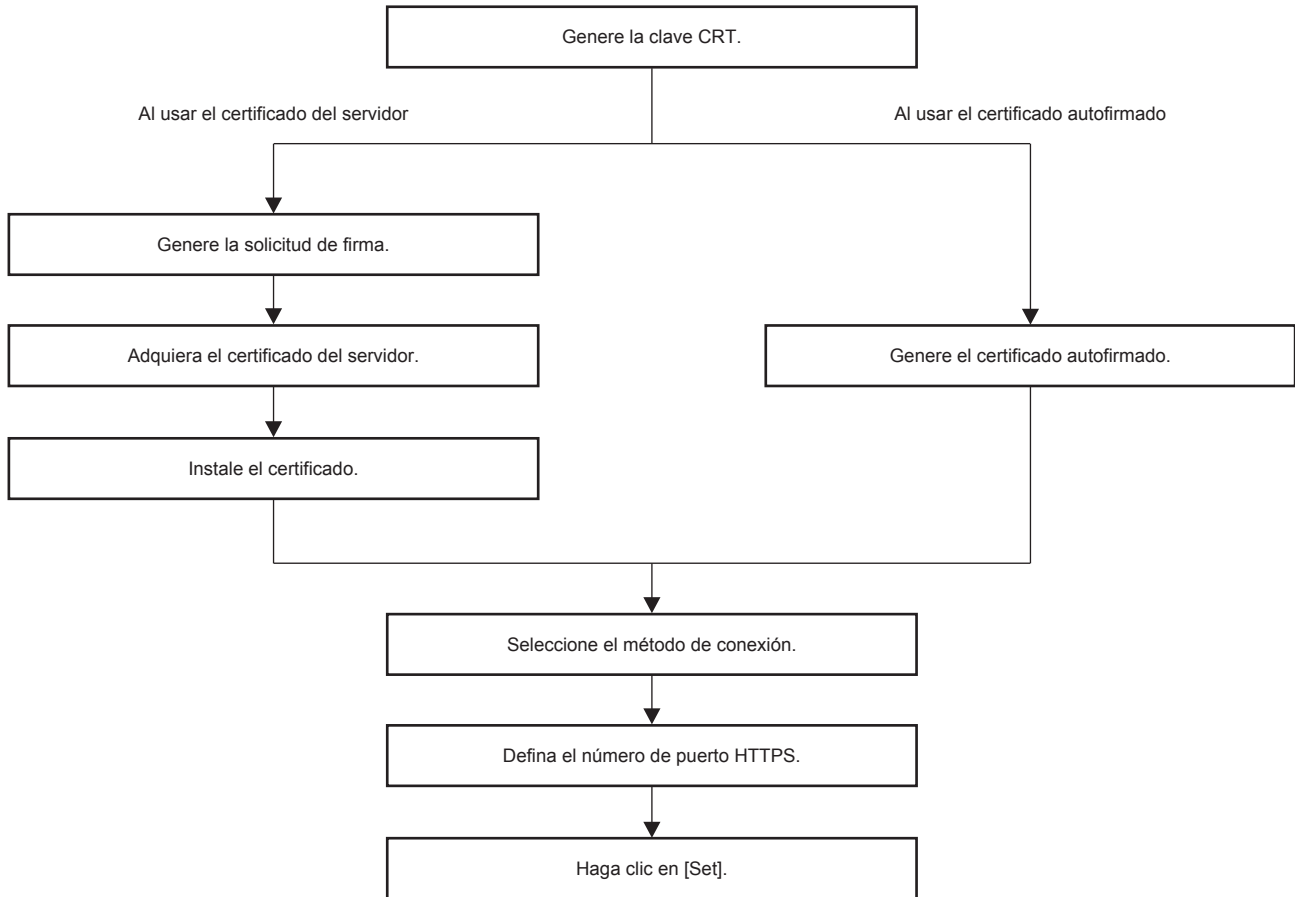 Genere la clave CRT.
Al usar el certificado del servidor
Al usar el certificado autofirmado
Genere la solicitud de firma.
Adquiera el certificado del servidor.
Genere el certificado autofirmado.
Instale el certificado.
Seleccione el método de conexión.
Defina el número de puerto HTTPS.
Haga clic en [Set].